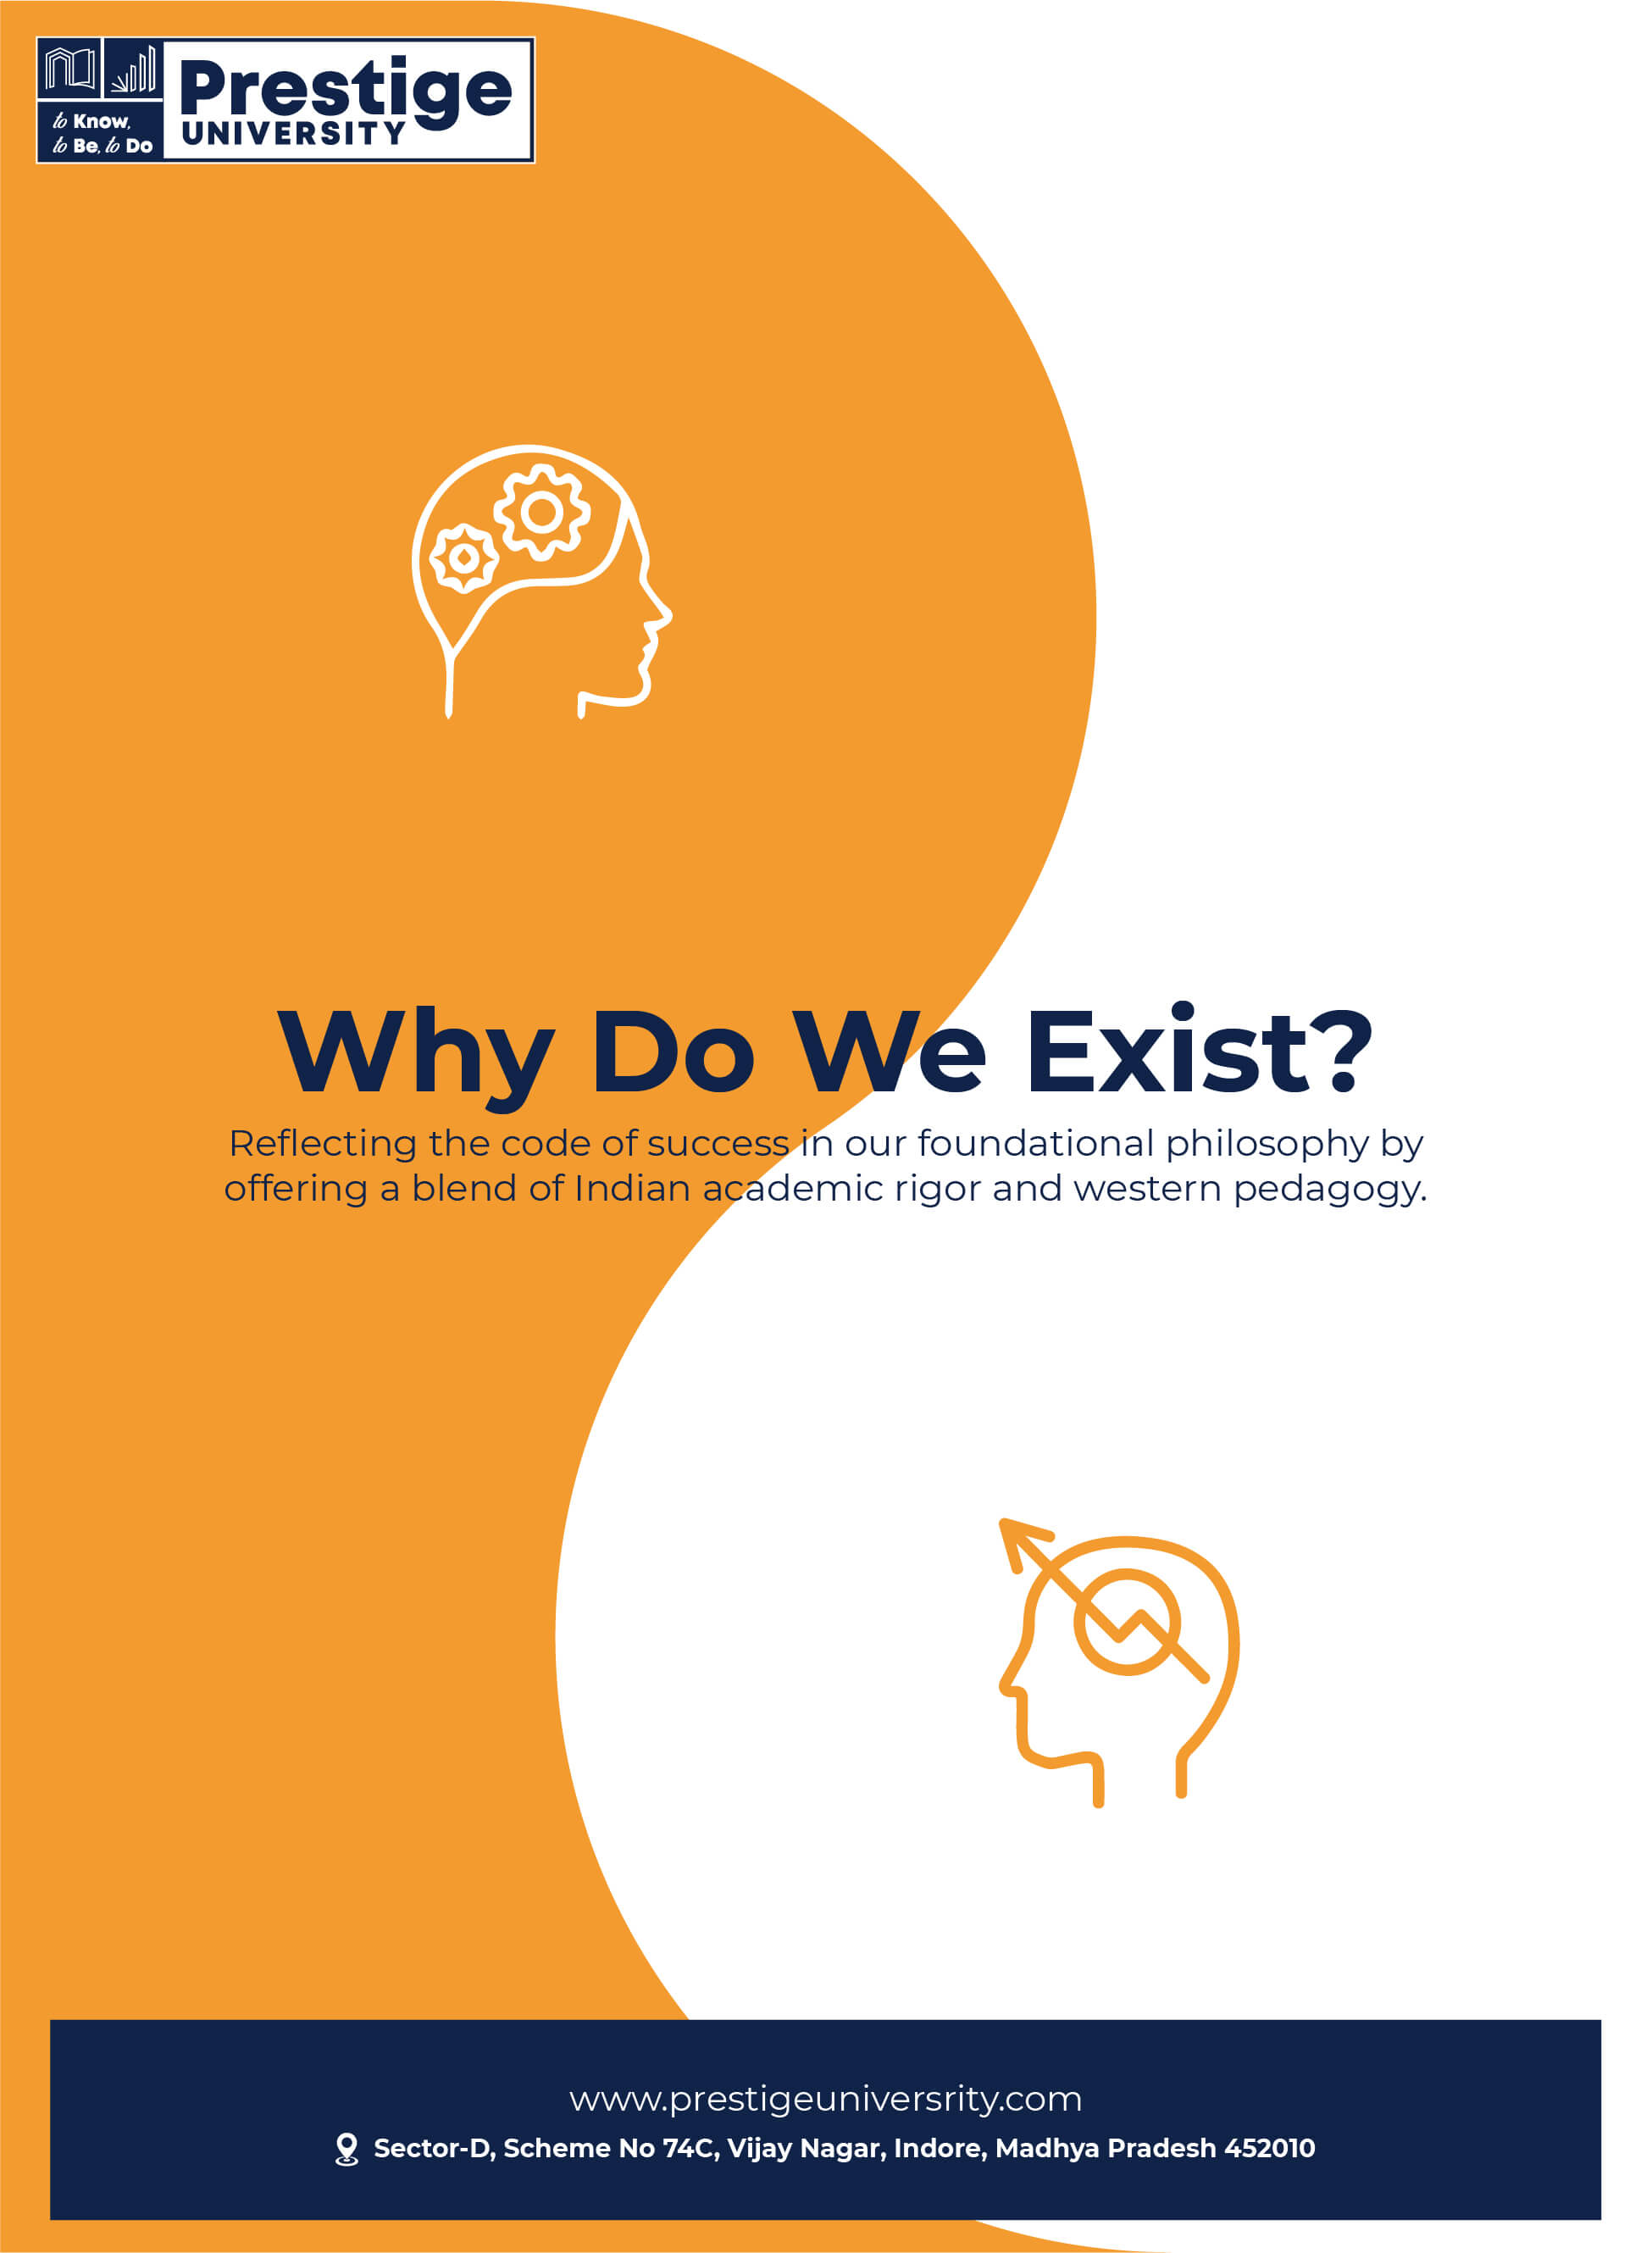 to Know,
to Be, to Do
Prestige
UNIVERSITY
Why Do We Exist?
Reflecting the code of success in our foundational philosophy by
offering a blend of Indian academic rigor and western pedagogy.
www.prestigeuniversrity.com
Sector-D, Scheme No 74C, Vijay Nagar, Indore, Madhya Pradesh 452010